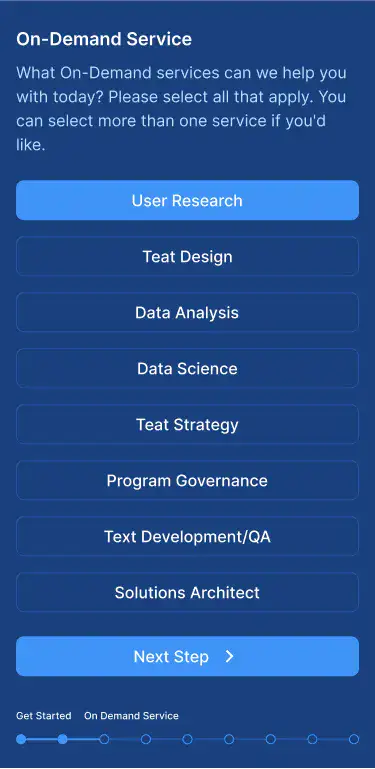 On-Demand Service
What On-Demand services can we help you
with today? Please select all that apply. You
can select more than one service if you'd
like.
User Research
Teat Design
Data Analysis
Data Science
Teat Strategy
Program Governance
Text Development/QA
Solutions Architect
Next Step
Get Started On Demand Service